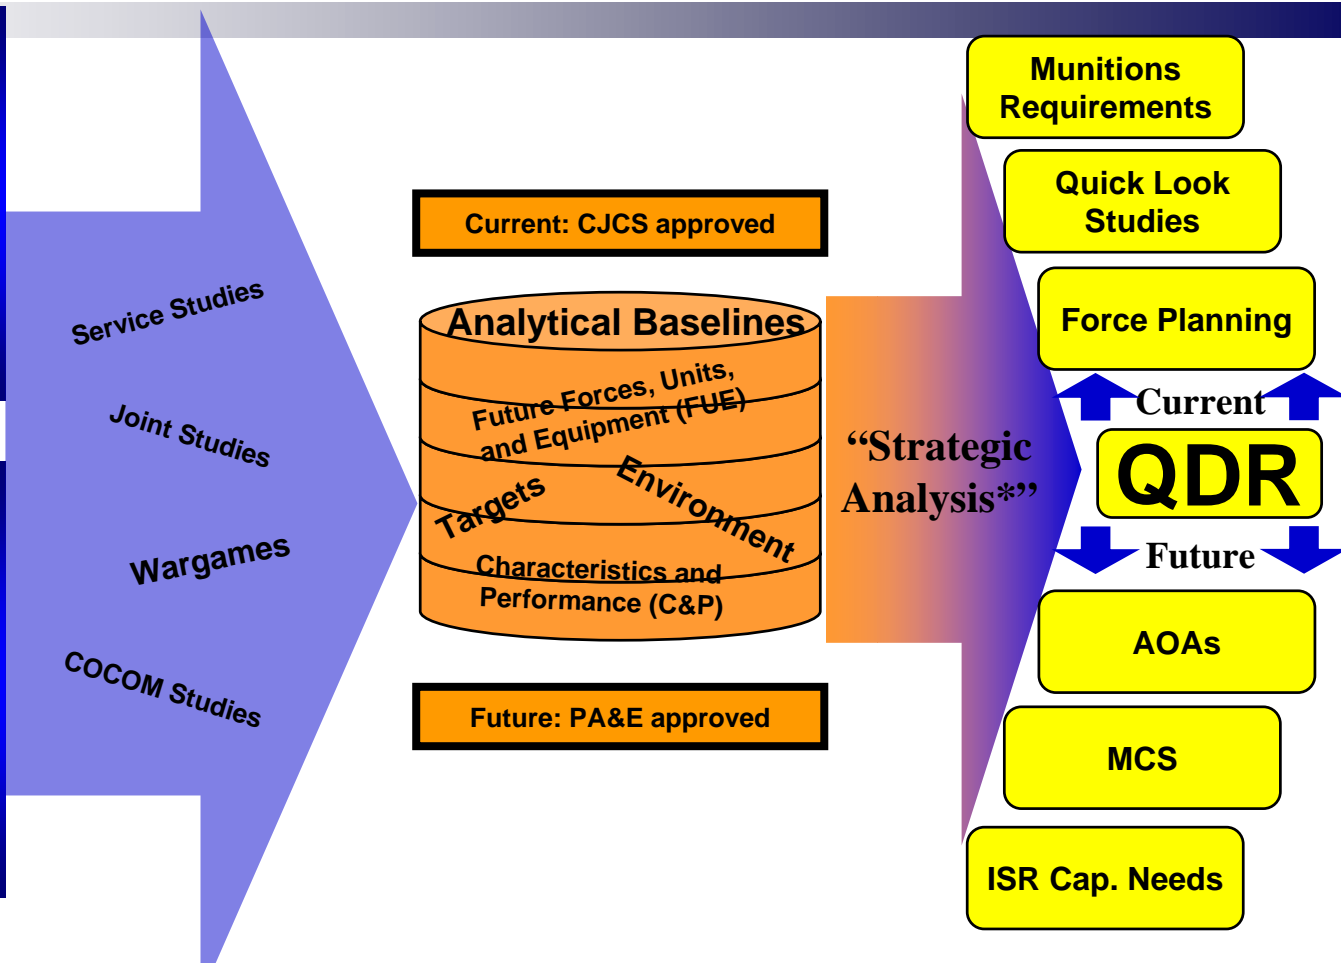 Service Studies
Joint Studies
Wargames
COCOM Studies
Current: CJCS approved
Analytical Baselines
Future Forces, Units,
and Equipment (FUE)
Targets
Environment
Characteristics and
Performance (C&P)
Future: PA&E approved
“Strategic
Analysis*”
Munitions
Requirements
Quick Look
Studies
Force Planning
Current
QDR
Future
AOAs
MCS
ISR Cap. Needs